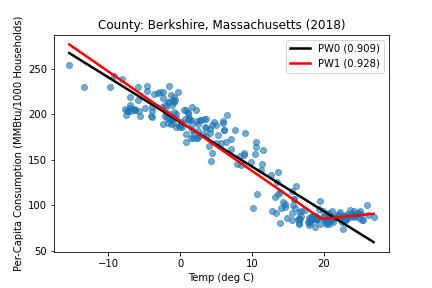 County: Berkshire, Massachusetts (2018)
PW0 (0.909)
PW1 (0.928)
Per-Capita Consumption (MMBtu/1000 Households)
250
200
150
100
50
−10
0
10
20
Temp (deg C)